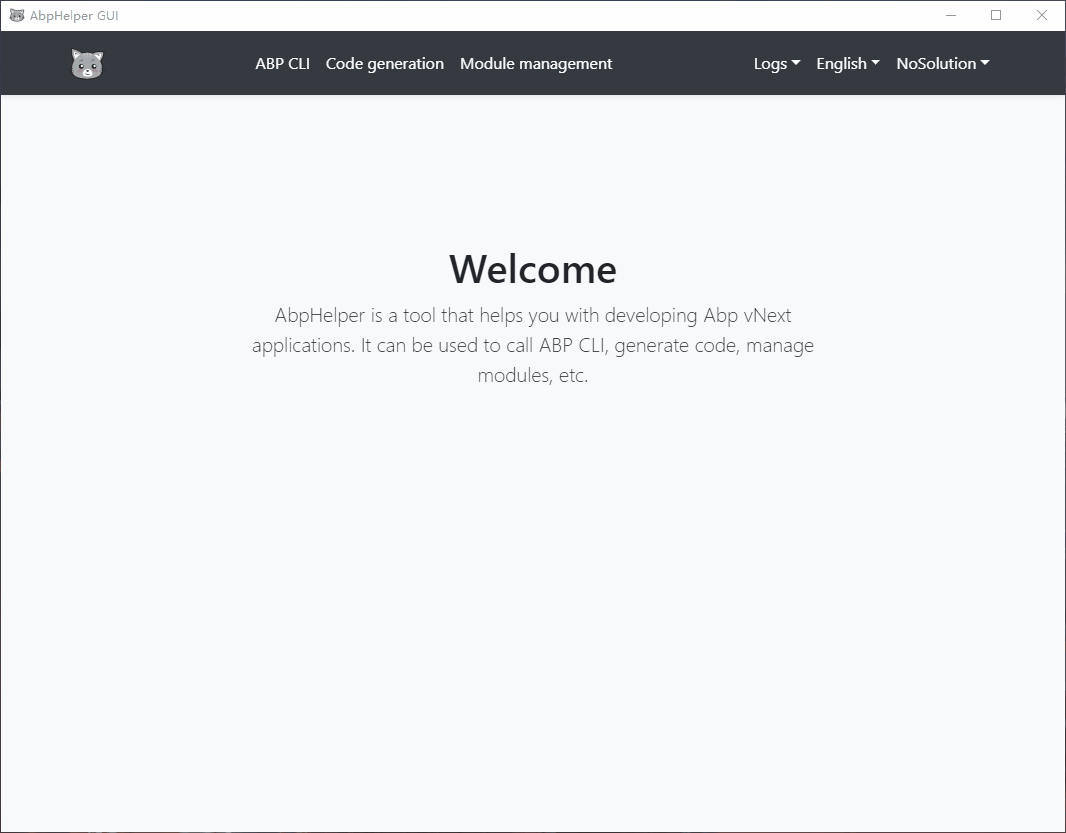 AbpHelper GUI
ABP CLI Code generation Module management Logs English NoSolution
Welcome
AbpHelper is a tool that helps you with developing Abp vNext
applications. It can be used to call ABP CLI, generate code, manage
modules, etc.